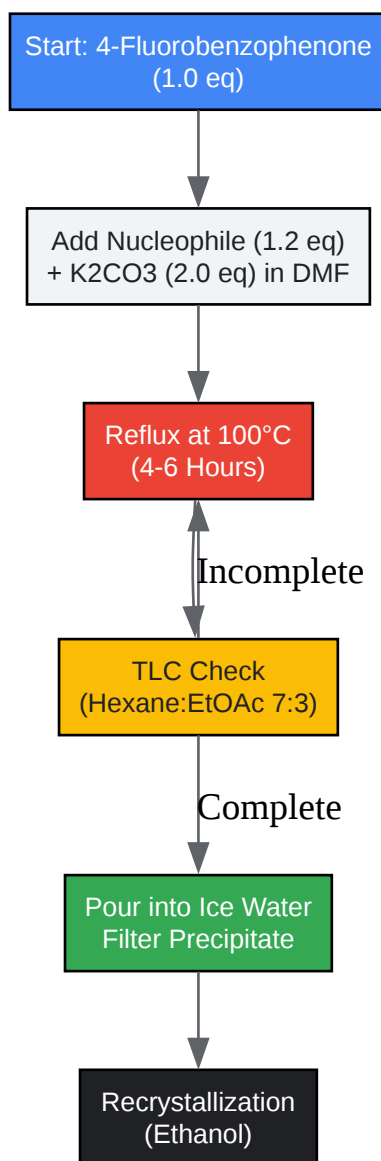 Start: 4-Fluorobenzophenone
(1.0 eq)
Add Nucleophile (1.2 eq)
+ K2CO3 (2.0 eq) in DMF
Reflux at 100°C
(4-6 Hours)
Incomplete
TLC Check
(Hexane:EtOAc 7:3)
Complete
Pour into Ice Water
Filter Precipitate
Recrystallization
(Ethanol)